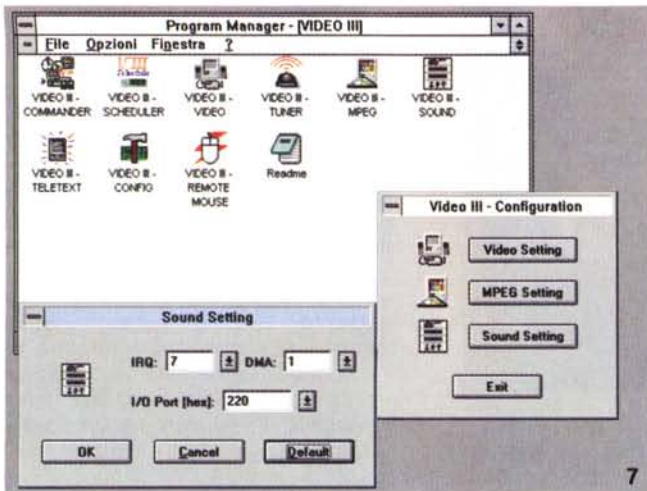 Program Manager - [VIDEO III]
File Opzioni Finestra ?
VIDEO III - COMMANDER
VIDEO III - SCHEDULER
VIDEO III - VIDEO
VIDEO III - TUNER
VIDEO III - MPEG
VIDEO III - SOUND
VIDEO III - TELETEXT
VIDEO III - CONFIG
VIDEO III - REMOTE MOUSE
Readme
Video III - Configuration
Video Setting
MPEG Setting
Sound Setting
Exit
Sound Setting
IRQ: 7 DMA: 1
I/O Port [hex]: 220
OK Cancel Default
7